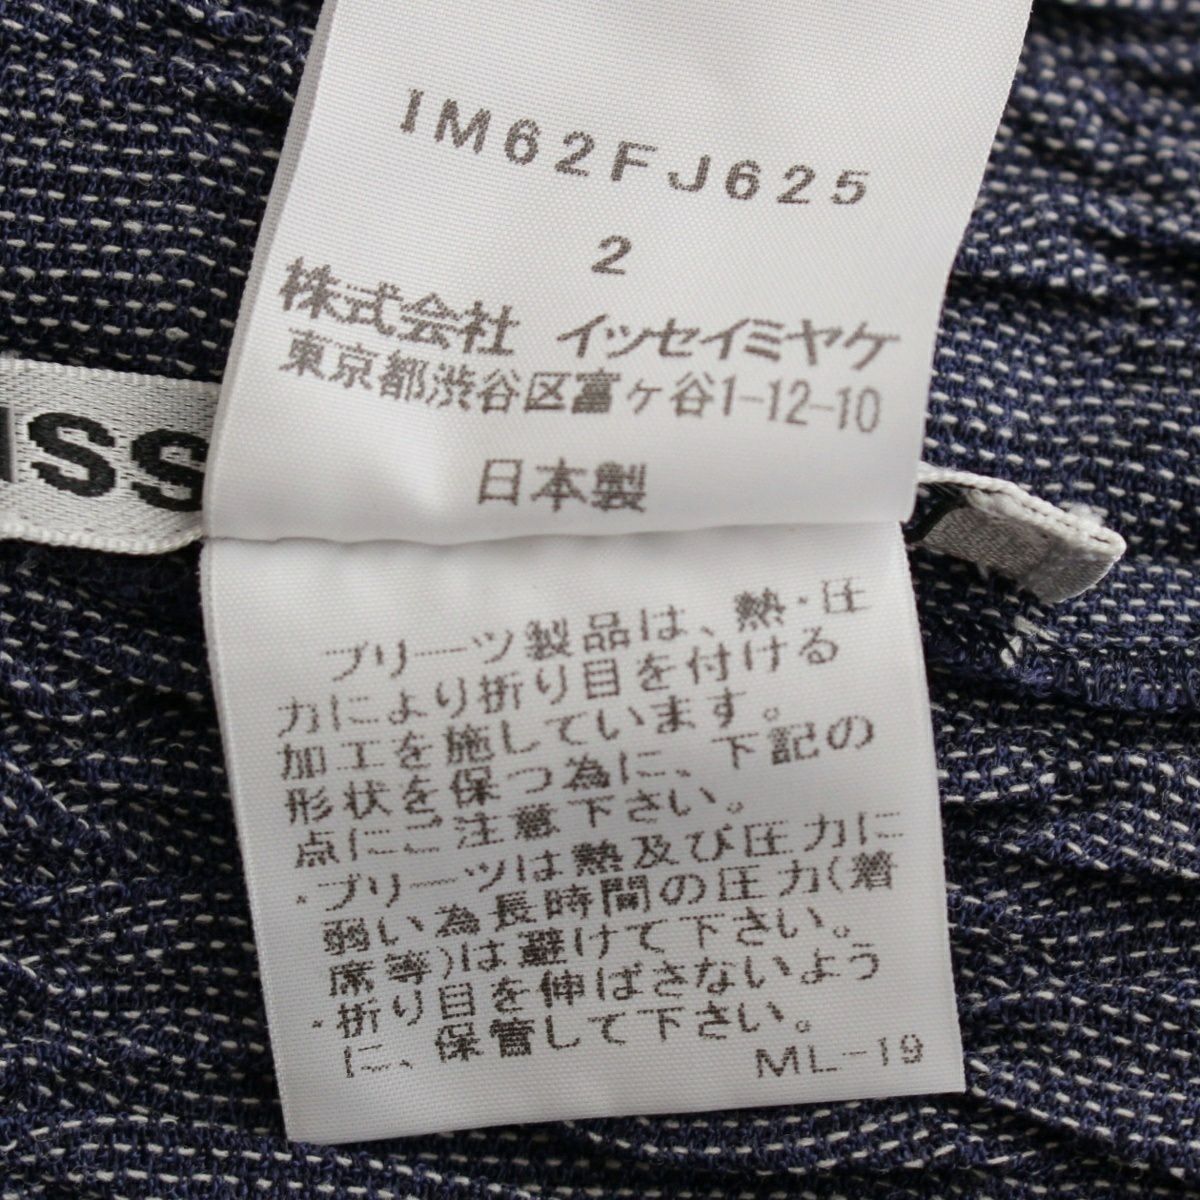 IM62FJ625
2
株式会社 イッセイミヤケ
東京都渋谷区富ヶ谷1-12-10
日本製
ISS
プリーツ製品は、熱・圧
力により折り目を付ける
加工を施しています。
形状を保つ為に、下記の
点にご注意下さい。
・プリーツは熱及び圧力に
弱い為長時間の圧力(着
席等)は避けて下さい。
・折り目を伸ばさないよう
に、保管して下さい。
ML-19